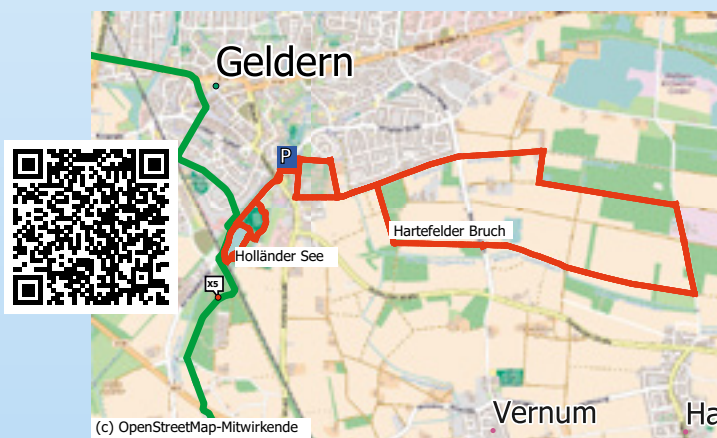 Geldern
P
Hartefelder Bruch
Holländer See
X5
Vernum
Ha
(c) OpenStreetMap-Mitwirkende